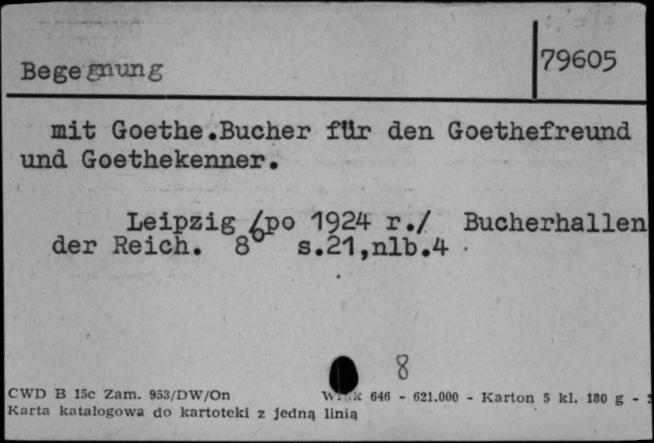 79605
Begegnung
mit Goethe.Bucher für den Goethefreund
und Goethekenner.
Leipzig /po 1924 r./ Bucherhallen
der Reich. 8° s.21,nlb.4
8
CWD B 15c Zam. 953/DW/On 646 - 621.000 - Karton 5 kl. 180 g -
Karta katalogowa do kartoteki z jedną linią